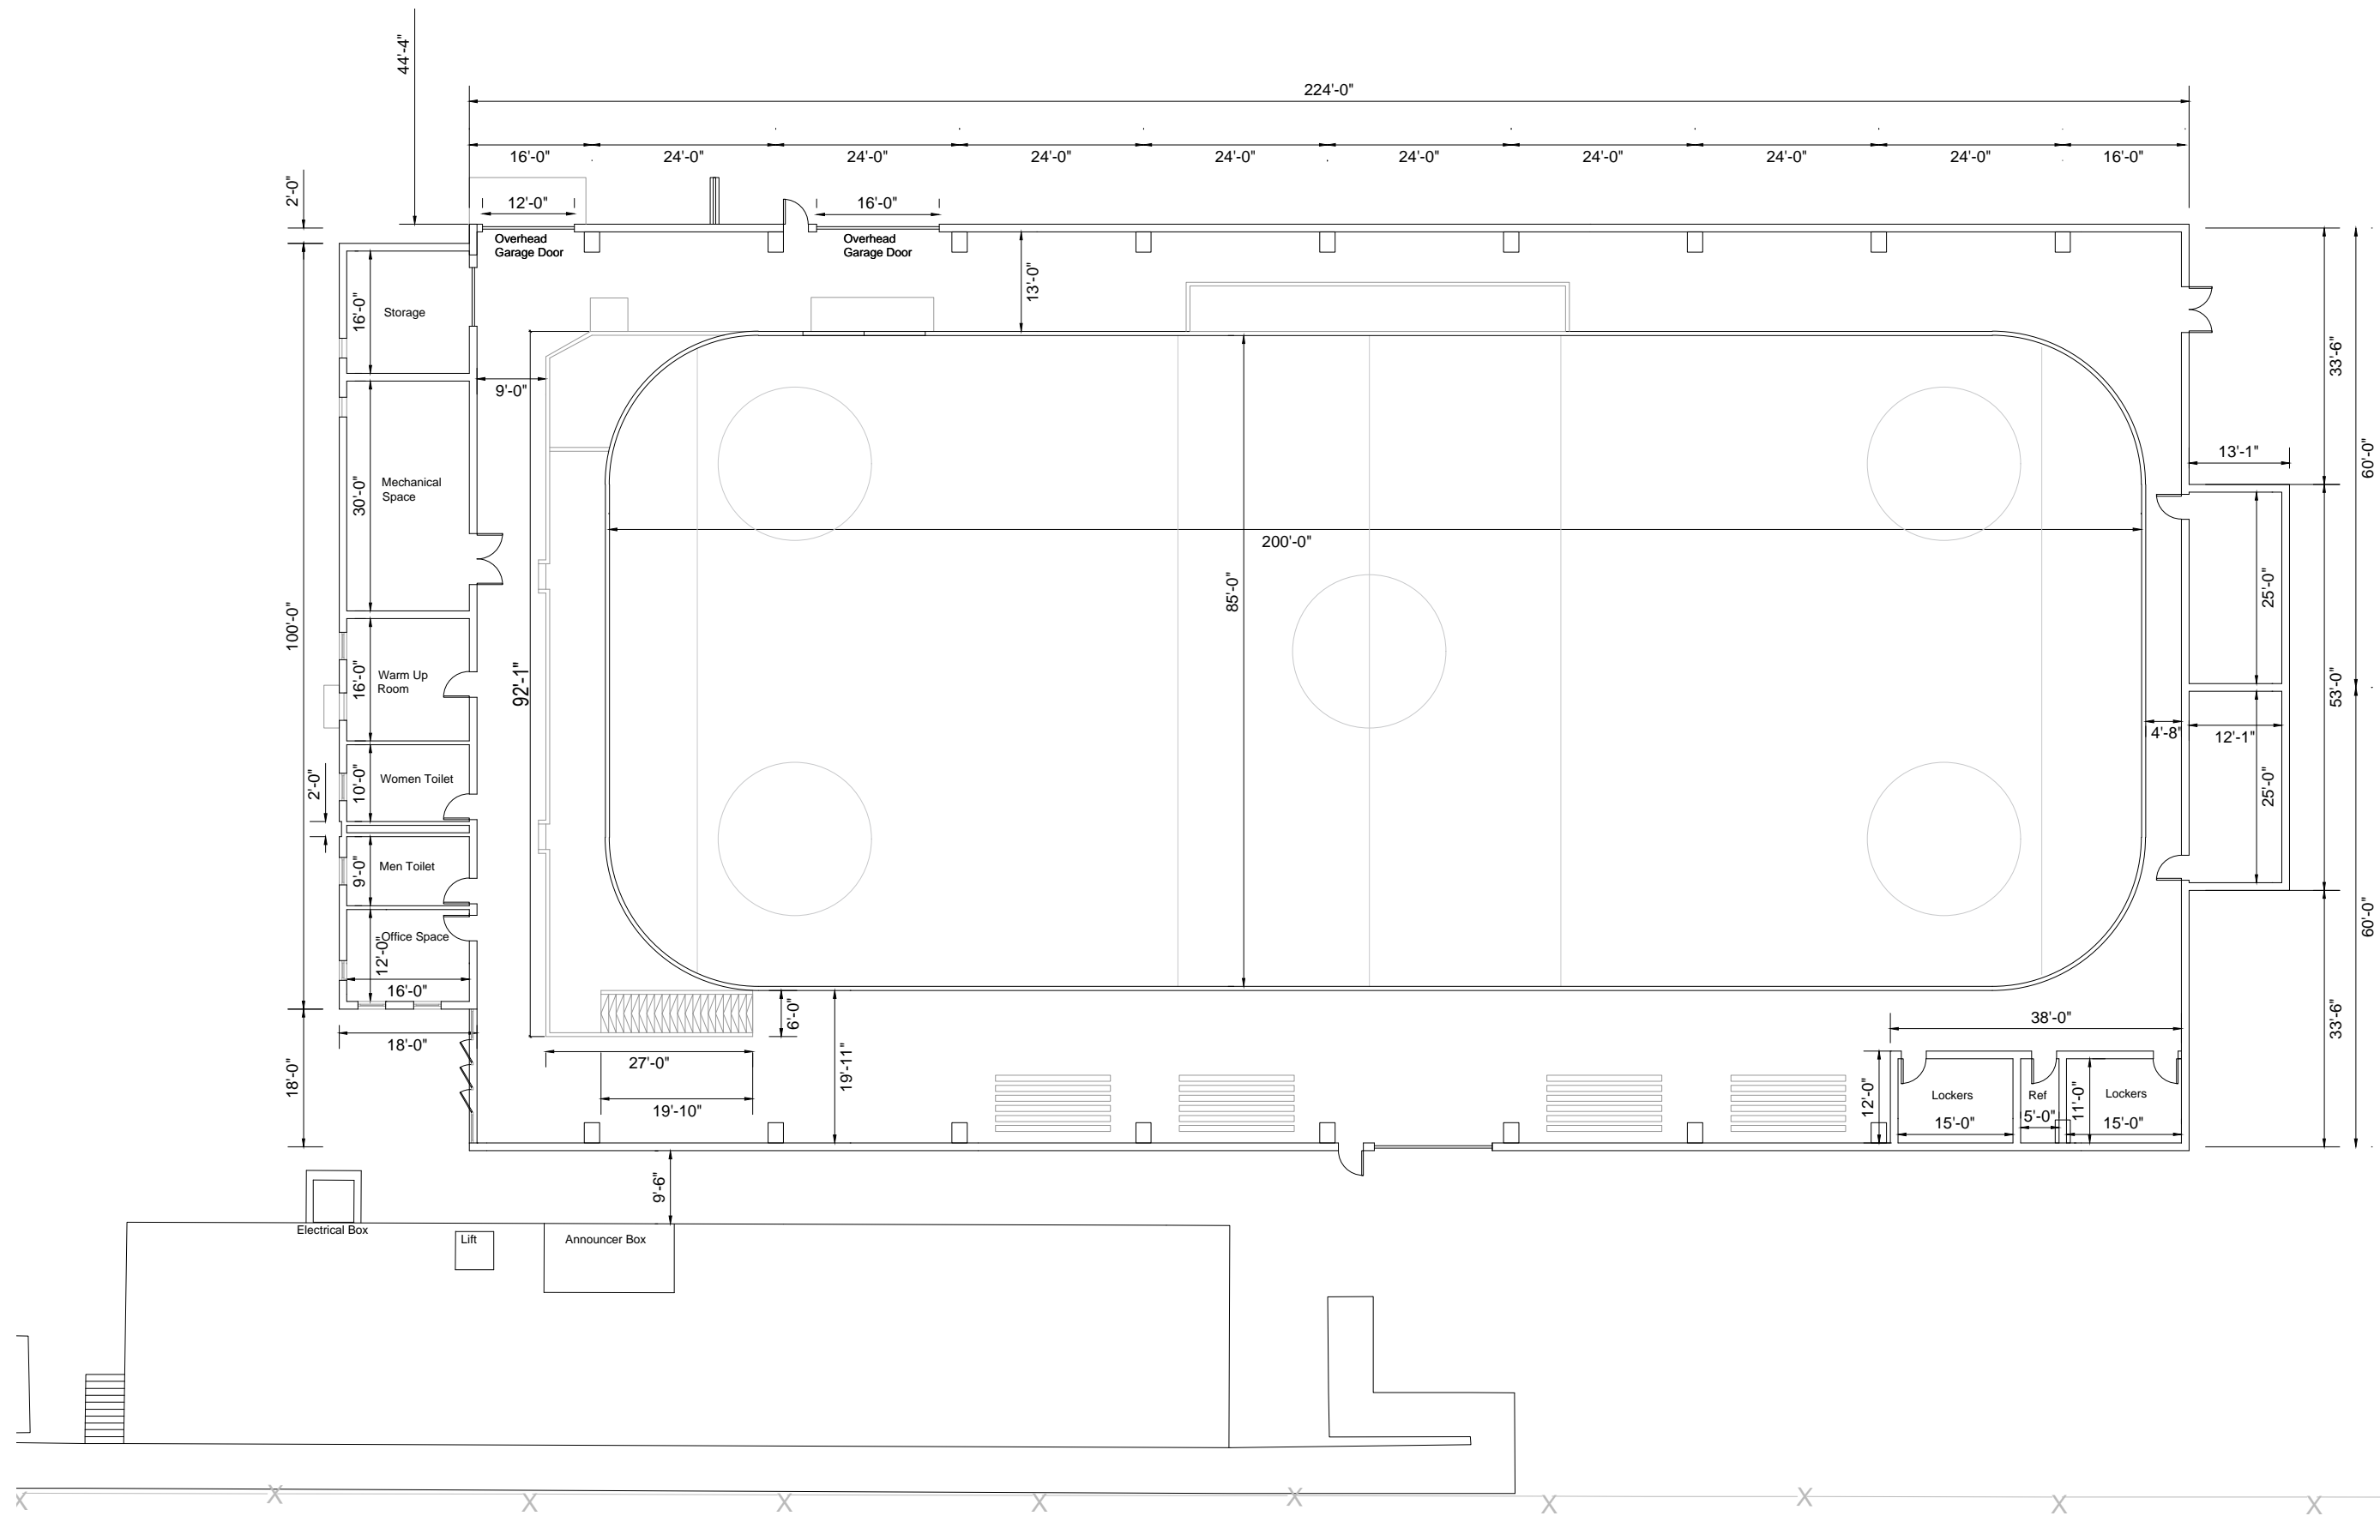 44'-4"
224'-0"
16'-0"
24'-0"
24'-0"
24'-0"
24'-0"
24'-0"
24'-0"
24'-0"
24'-0"
16'-0"
2'-0"
12'-0"
16'-0"
Overhead
Garage Door
Overhead
Garage Door
13'-0"
16'-0"
Storage
33'-6"
60'-0"
9'-0"
13'-1"
Mechanical
Space
30'-0"
200'-0"
85'-0"
25'-0"
100'-0"
92'-1"
16'-0"
Warm Up
Room
53'-0"
4'-8"
12'-1"
2'-0"
10'-0"
Women Toilet
25'-0"
9'-0"
Men Toilet
Office Space
12'-0"
16'-0"
60'-0"
6'-0"
38'-0"
33'-6"
18'-0"
27'-0"
19'-11"
18'-0"
19'-10"
12'-0"
Lockers
Ref
Lockers
11'-0"
15'-0"
5'-0"
15'-0"
9'-6"
Electrical Box
Lift
Announcer Box
X
X
X
X
X
X
X
X
X
X